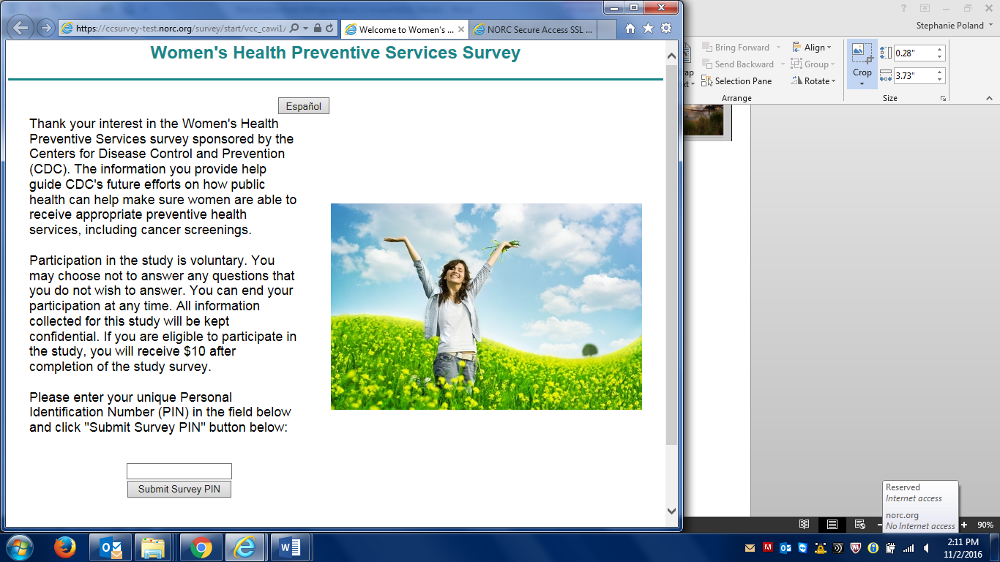 https://ccsurvey-test.norc.org/survey/start/vcc_cawi1/
Welcome to Women's ...
NORC Secure Access SSL ...
Women's Health Preventive Services Survey
Español
Thank your interest in the Women's Health
Preventive Services survey sponsored by the
Centers for Disease Control and Prevention
(CDC). The information you provide help
guide CDC's future efforts on how public
health can help make sure women are able to
receive appropriate preventive health
services, including cancer screenings.
Participation in the study is voluntary. You
may choose not to answer any questions that
you do not wish to answer. You can end your
participation at any time. All information
collected for this study will be kept
confidential. If you are eligible to participate in
the study, you will receive $10 after
completion of the study survey.
Please enter your unique Personal
Identification Number (PIN) in the field below
and click "Submit Survey PIN" button below:
Submit Survey PIN
Stephanie Poland
Bring Forward
Send Backward
Selection Pane
Align
Group
Rotate
Arrange
Crop
0.28"
3.73"
Size
Reserved
Internet access
norc.org
No Internet access
90%
2:11 PM
11/2/2016